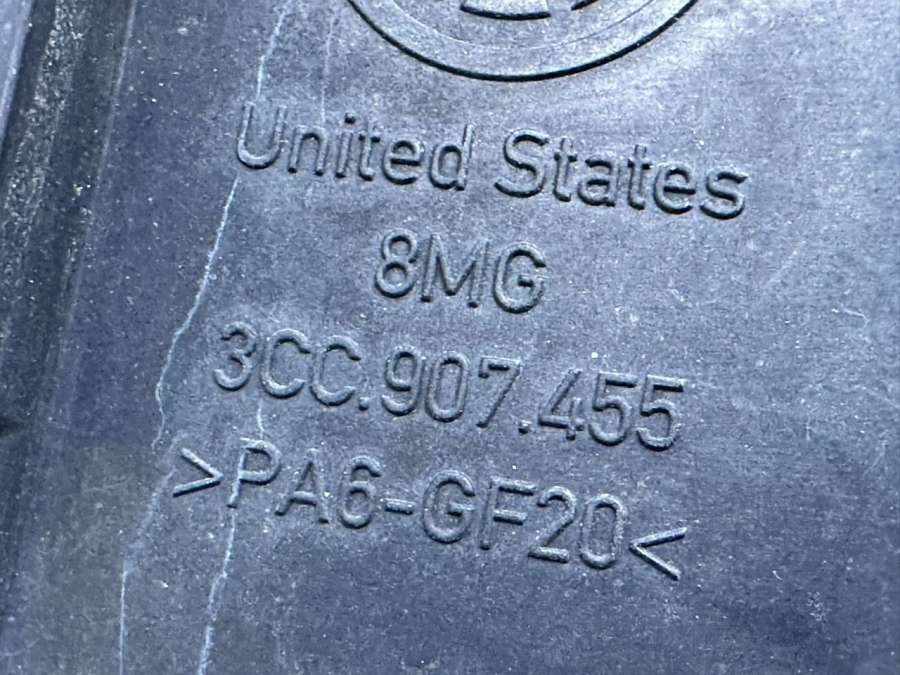 United States
8MG
3CC.907.455
>PA6-GF20<